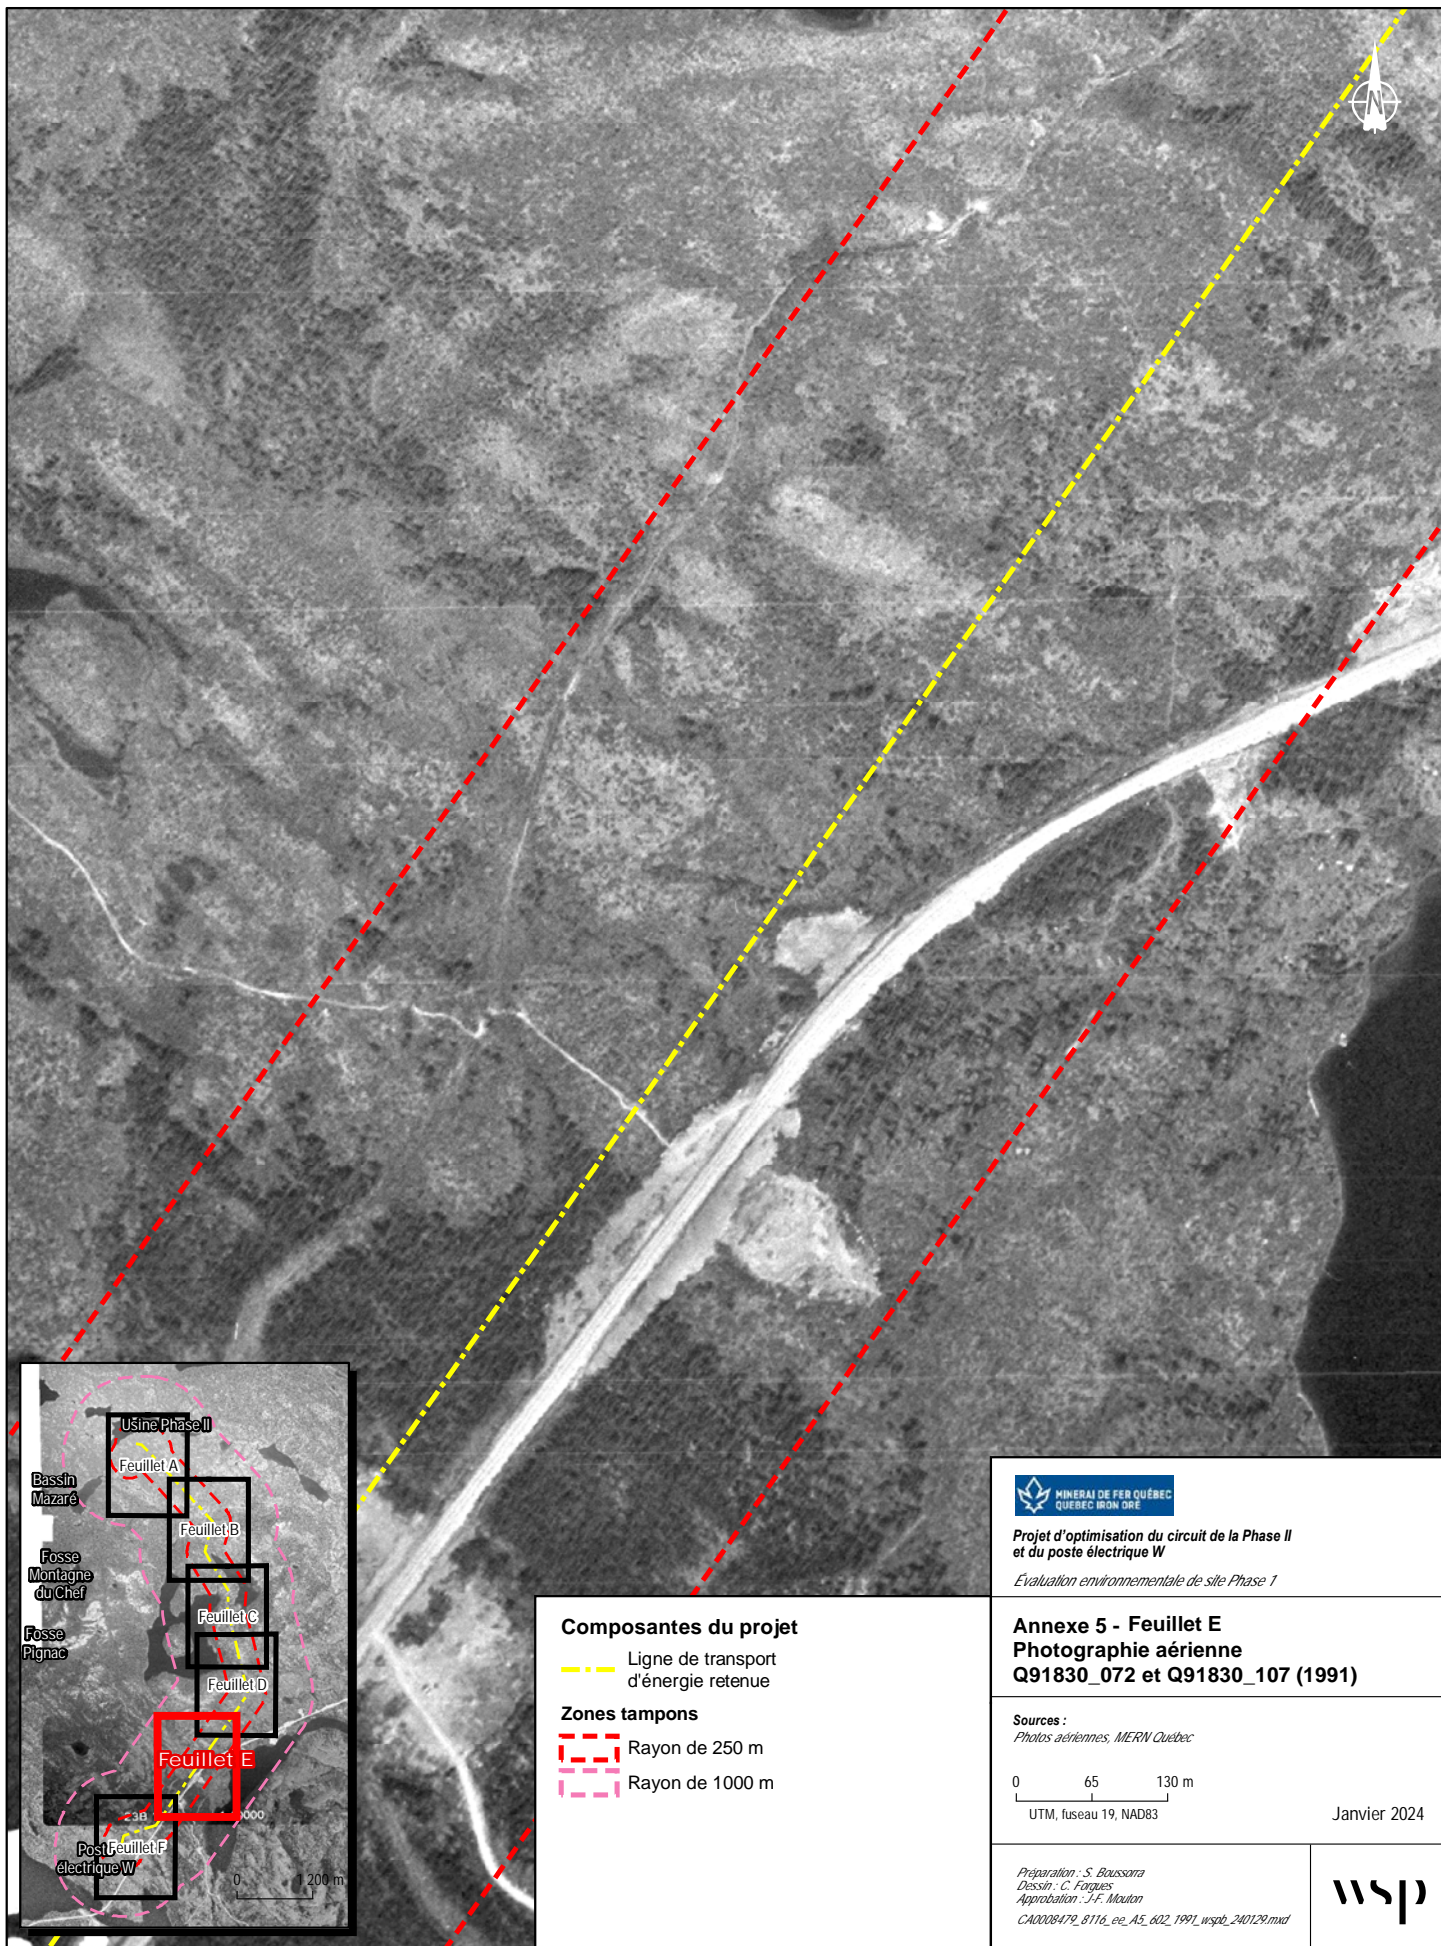 N
Usine Phase II
Feuillet A
Bassin
Mazaré
Feuillet B
Fosse
Montagne
du Chef
Feuillet C
Fosse
Pignac
Feuillet D
Feuillet E
23B
0000
Feuillet F
électrique W
0 1 200 m
Composantes du projet
Ligne de transport
d'énergie retenue
Zones tampons
Rayon de 250 m
Rayon de 1000 m
MINERAI DE FER QUÉBEC
QUEBEC IRON ORE
Projet d'optimisation du circuit de la Phase II
et du poste électrique W
Évaluation environnementale de site Phase 1
Annexe 5 - Feuillet E
Photographie aérienne
Q91830_072 et Q91830_107 (1991)
Sources :
Photos aériennes, MERN Québec
0 65 130 m
UTM, fuseau 19, NAD83
Janvier 2024
Préparation : S. Boussorra
Dessin : C. Forgues
Approbation : J-F. Mouton
CA0008479_8116_ee_A5_602_1991_wspb_240129.mxd
wsp